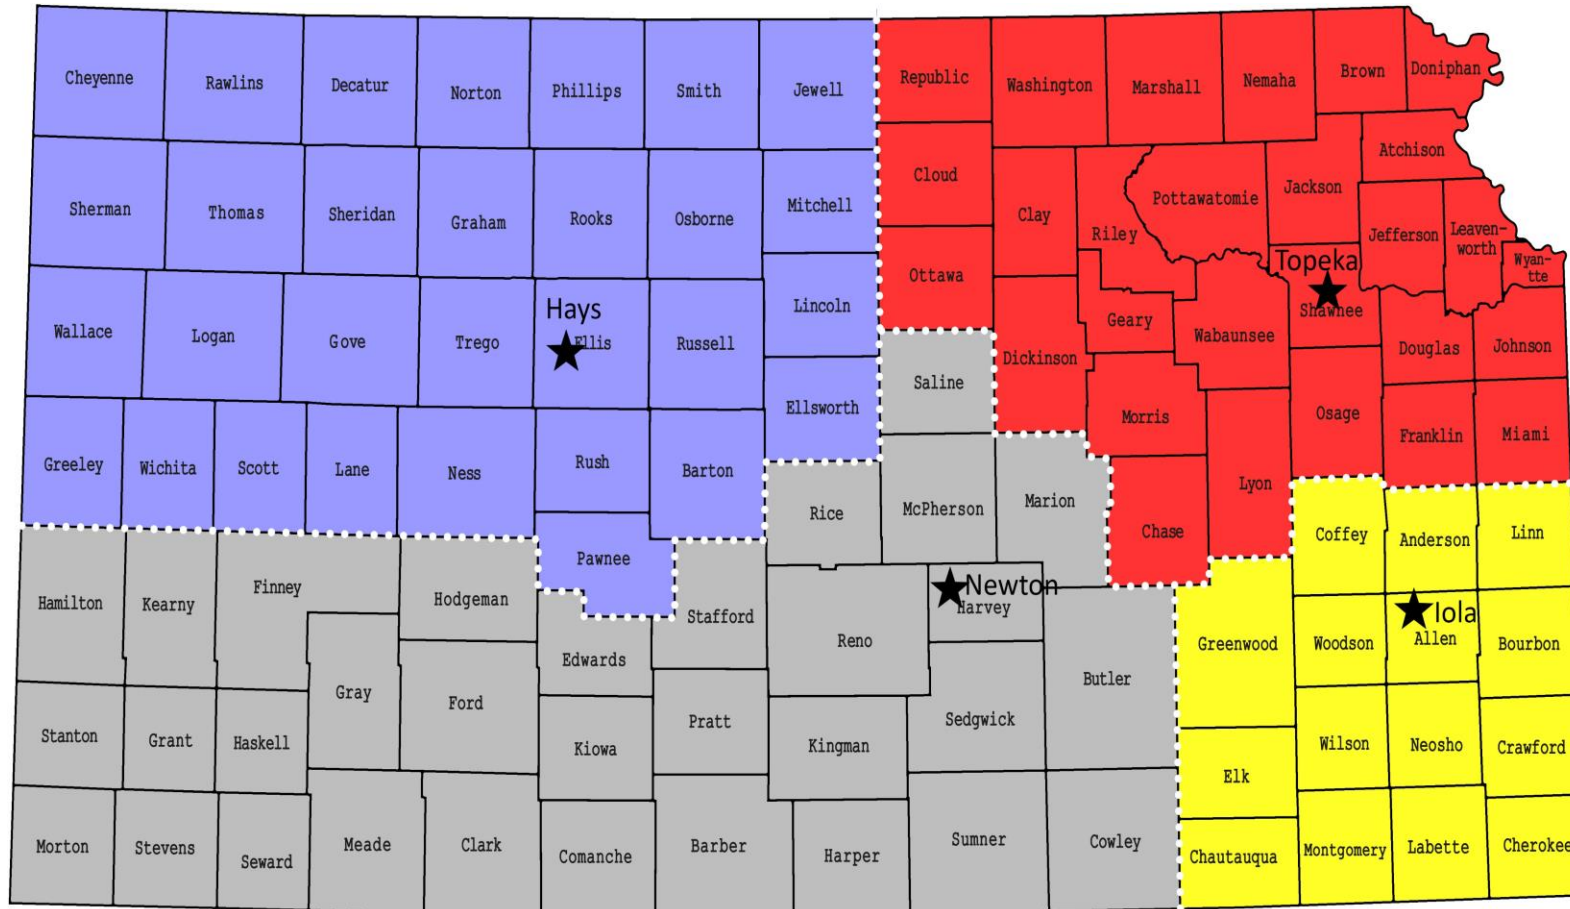 Cheyenne
Rawlins
Decatur
Norton
Phillips
Smith
Jewell
Republic
Washington
Marshall
Nemaha
Brown
Doniphan
Sherman
Thomas
Sheridan
Graham
Rooks
Osborne
Mitchell
Cloud
Clay
Riley
Pottawatomie
Jackson
Atchison
Jefferson
Leaven-
worth
Wyan-
tte
Ottawa
Lincoln
Wallace
Logan
Gove
Trego
Hays
Ellis
Russell
Ellsworth
Saline
Dickinson
Geary
Wabaunsee
Topeka
Shawnee
Douglas
Johnson
Morris
Osage
Franklin
Miami
Greeley
Wichita
Scott
Lane
Ness
Rush
Barton
Rice
McPherson
Marion
Chase
Lyon
Coffey
Anderson
Linn
Pawnee
Hamilton
Kearny
Finney
Hodgeman
Edwards
Stafford
Reno
Newton
Harvey
Butler
Greenwood
Woodson
Iola
Allen
Bourbon
Gray
Ford
Kiowa
Pratt
Kingman
Sedgwick
Stanton
Grant
Haskell
Elk
Wilson
Neosho
Crawford
Morton
Stevens
Seward
Meade
Clark
Comanche
Barber
Harper
Sumner
Cowley
Chautauqua
Montgomery
Labette
Cherokee